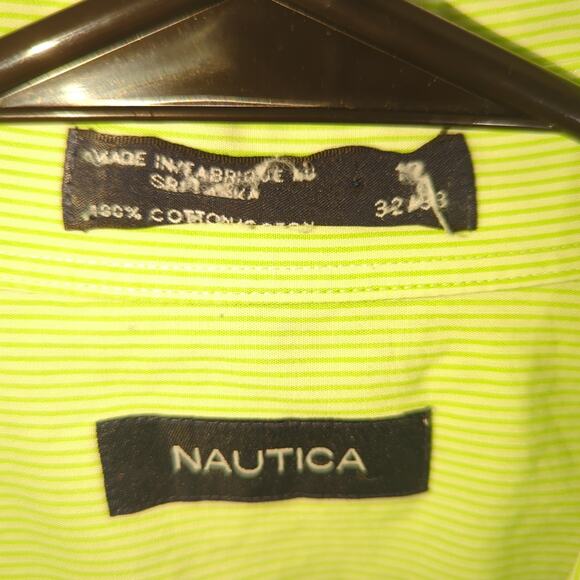 MADE IN/FABRIQUE AU
SRI LANKA
100% COTTON/COTON
32/33
NAUTICA